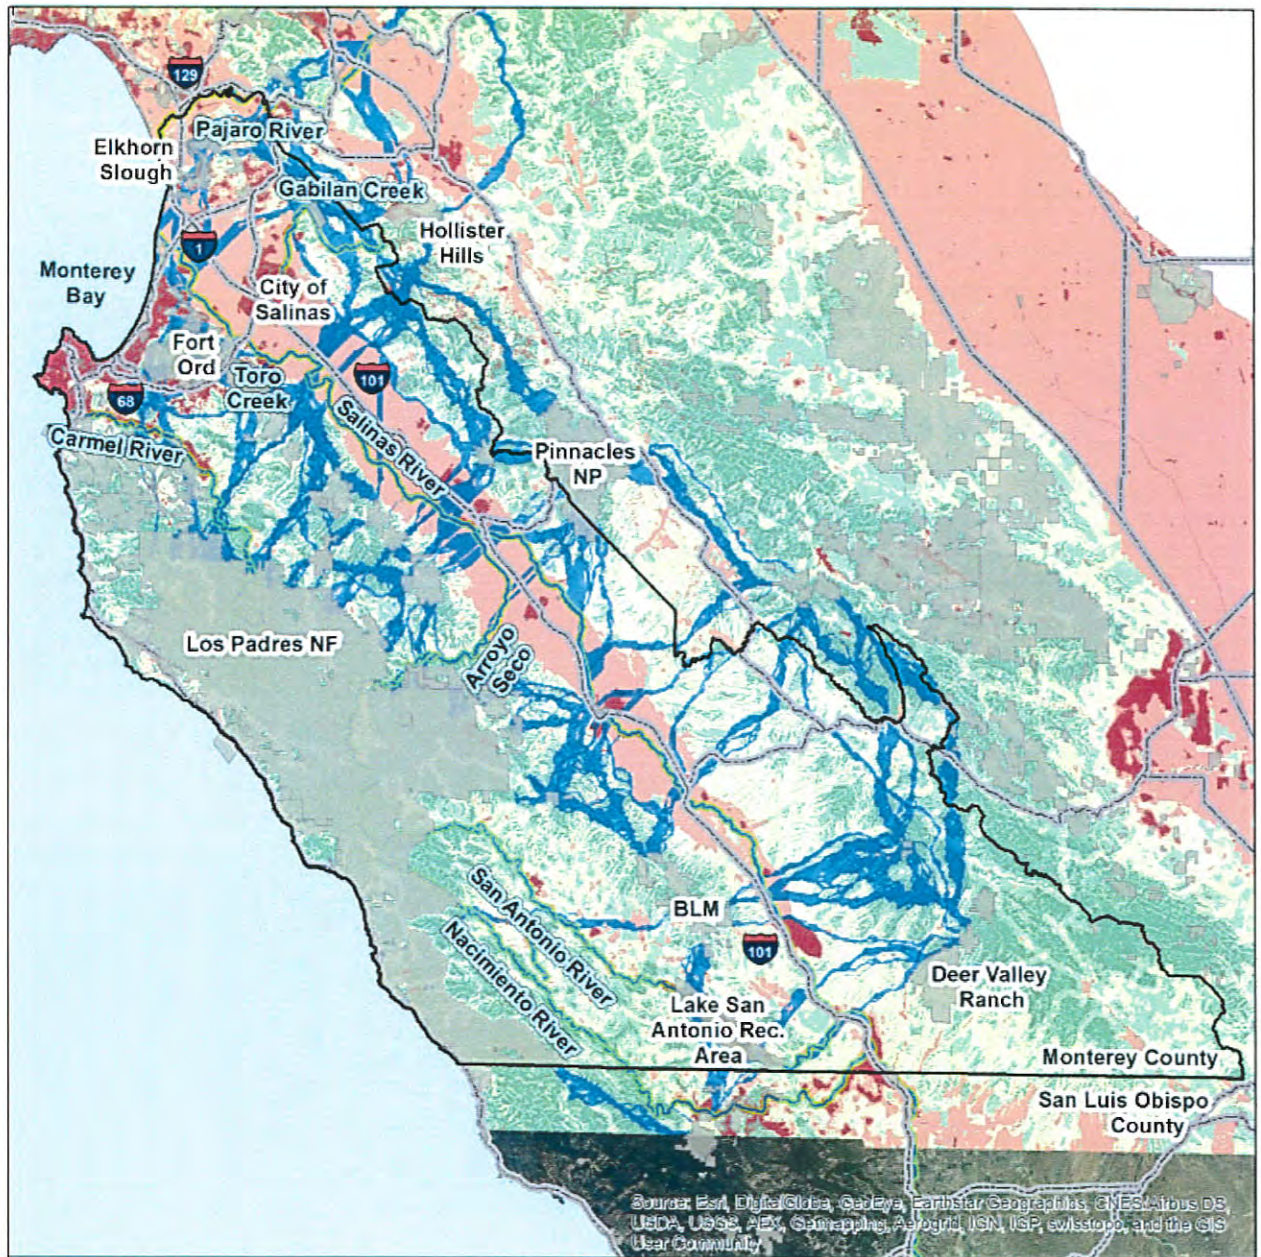 129
Pajaro River
Elkhorn
Slough
Gabilan Creek
Hollister
Hills
1
Monterey
Bay
City of
Salinas
Fort
Ord
Toro
Creek
101
68
Salinas River
Carmel River
Pinnacles
NP
Los Padres NF
Arroyo
Seco
San Antonio River
BLM
Nacimiento River
101
Deer Valley
Ranch
Lake San
Antonio Rec.
Area
Monterey County
San Luis Obispo
County
Source: Esri, DigitalGlobe, GeoEye, Earthstar Geographics, CNES/Airbus DS,
USDA, USGS, AEX, Getmapping, Aerogrid, IGN, IGP, swisstopo, and the GIS
User Community